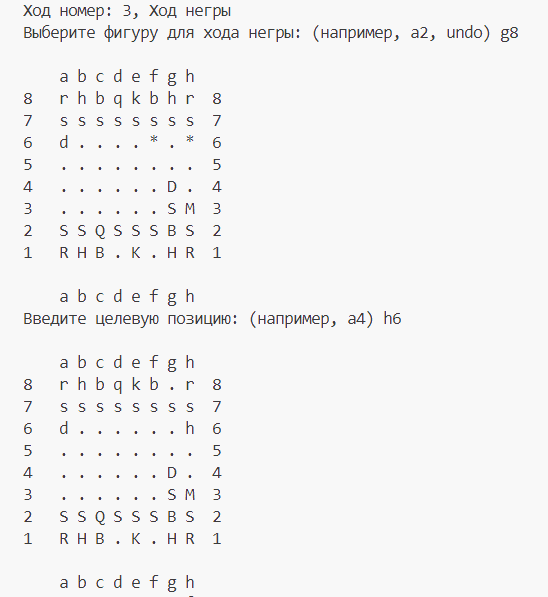 Ход номер: 3, Ход негры
Выберите фигуру для хода негры: (например, a2, undo) g8
a b c d e f g h
8 r h b q k b h r 8
7 s s s s s s s s 7
6 d . . . . * . * 6
5 . . . . . . . . 5
4 . . . . . . D . 4
3 . . . . . . S M 3
2 S S Q S S S B S 2
1 R H B . K . H R 1
a b c d e f g h
Введите целевую позицию: (например, a4) h6
a b c d e f g h
8 r h b q k b . r 8
7 s s s s s s s s 7
6 d . . . . . . h 6
5 . . . . . . . . 5
4 . . . . . . D . 4
3 . . . . . . S M 3
2 S S Q S S S B S 2
1 R H B . K . H R 1
a b c d e f g h